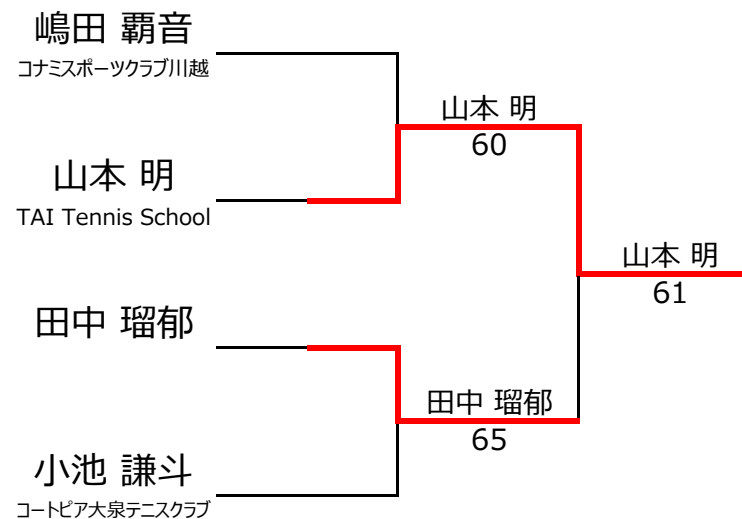 嶋田 覇音
コナミスポーツクラブ川越
山本 明
60
山本 明
TAI Tennis School
山本 明
61
田中 瑠郁
田中 瑠郁
65
小池 謙斗
コートピア大泉テニスクラブ